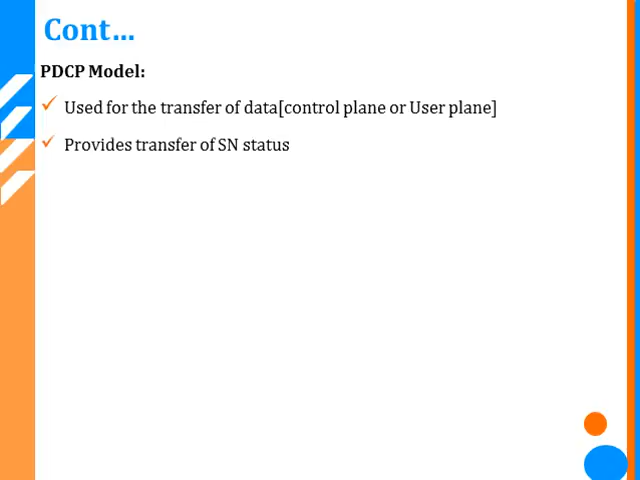 Cont...
PDCP Model:
Used for the transfer of data[control plane or User plane]
Provides transfer of SN status